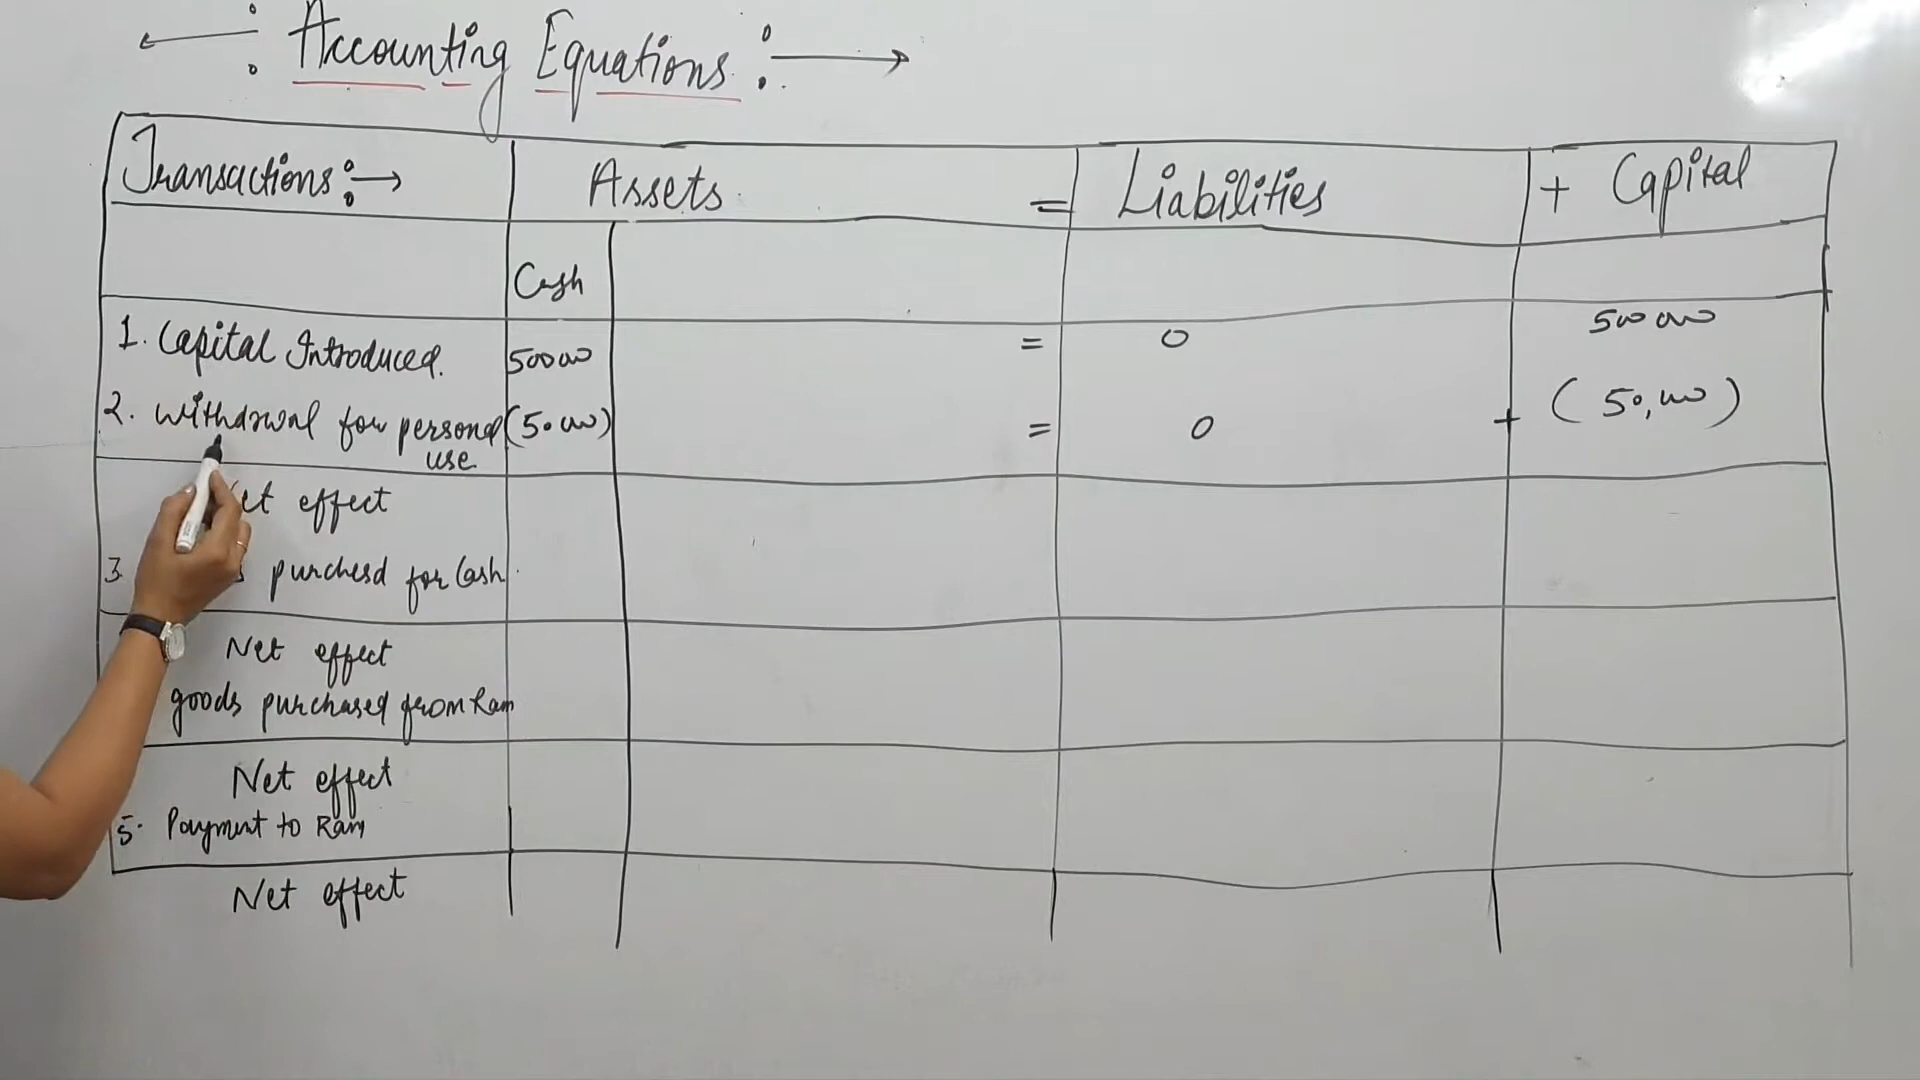 Accounting Equations
Transactions: → Assets = Liabilities + Capital
Cash
1. Capital Introduced. 50000 = 0 50000
2. Withdrwal for personal (5000) = 0 + (50,000)
use
effect
3. purchesd for Cash.
Net effect
goods purchased from Ram
Net effect
5. Payment to Ram
Net effect